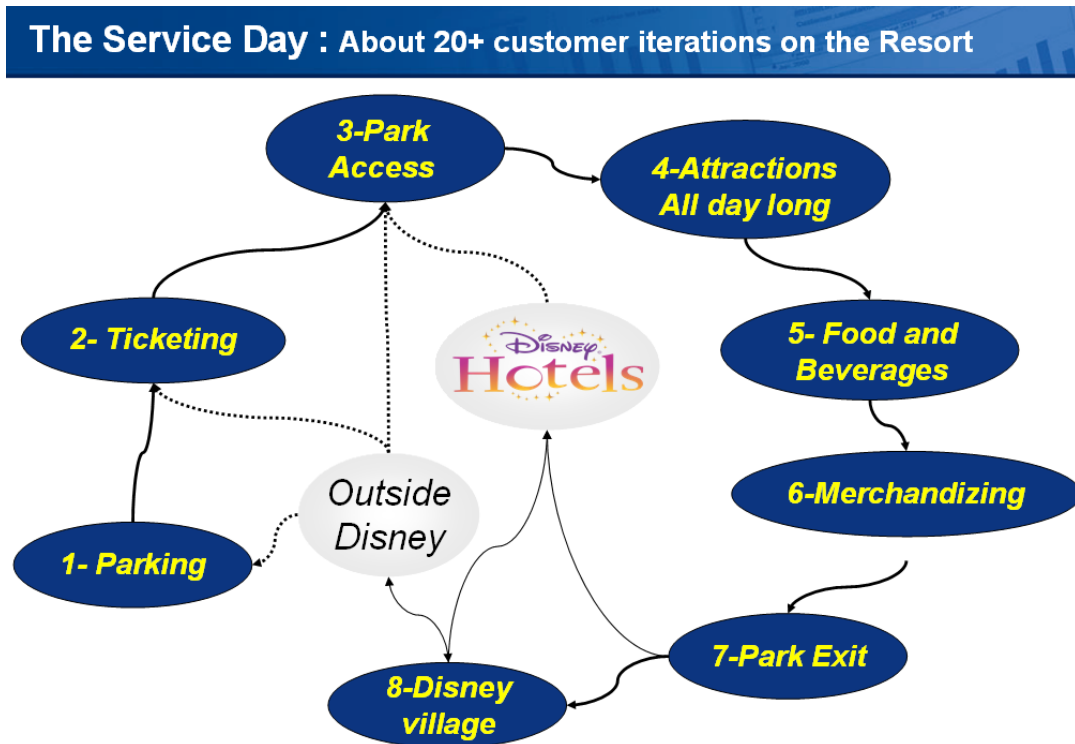 The Service Day : About 20+ customer iterations on the Resort
3-Park
Access
4-Attractions
All day long
2- Ticketing
DISNEY
Hotels
5- Food and
Beverages
Outside
Disney
6-Merchandizing
1- Parking
7-Park Exit
8-Disney
village